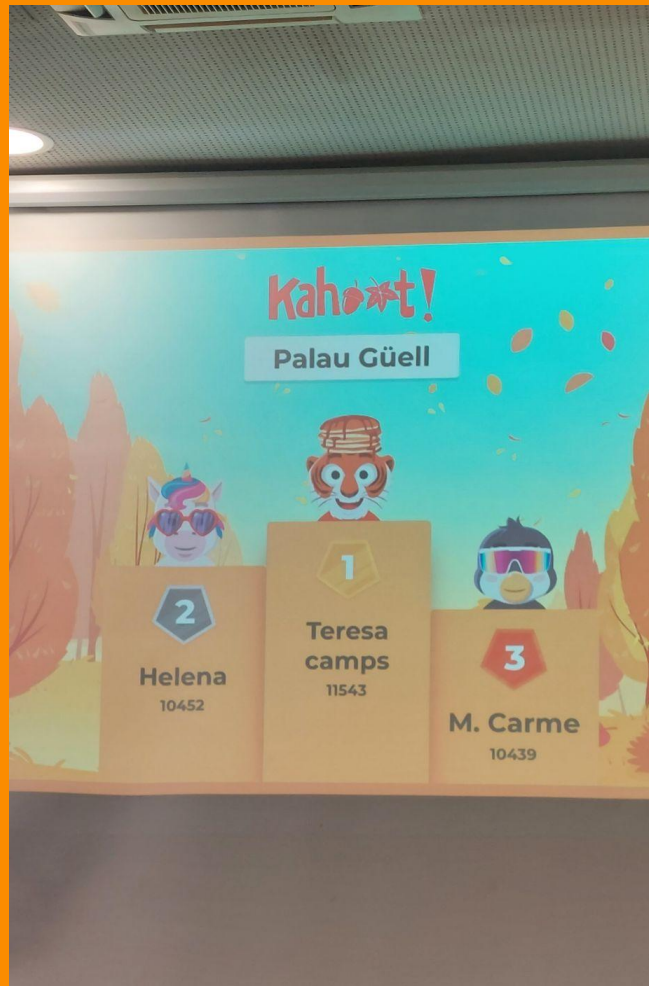 Kahoot!
Palau Güell
1
Teresa
camps
11543
2
Helena
10452
3
M. Carme
10439